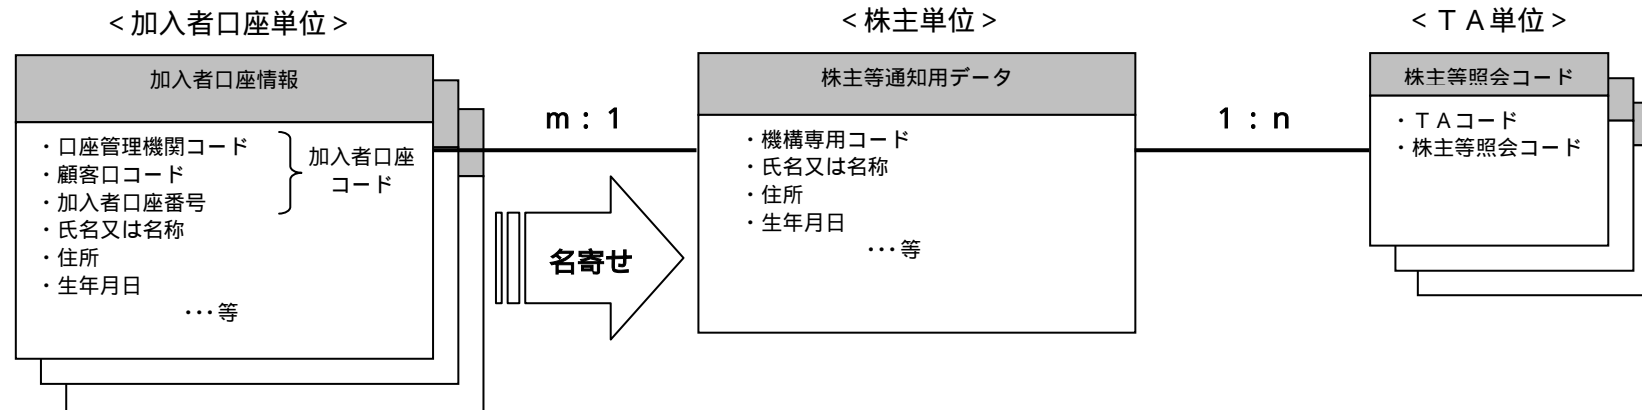 ＜加入者口座単位＞
加入者口座情報
・口座管理機関コード
・顧客口コード
・加入者口座番号
加入者口座
コード
・氏名又は名称
・住所
・生年月日
…等
m：1
名寄せ
＜株主単位＞
株主等通知用データ
・機構専用コード
・氏名又は名称
・住所
・生年月日
…等
1：n
＜ＴＡ単位＞
株主等照会コード
・ＴＡコード
・株主等照会コード